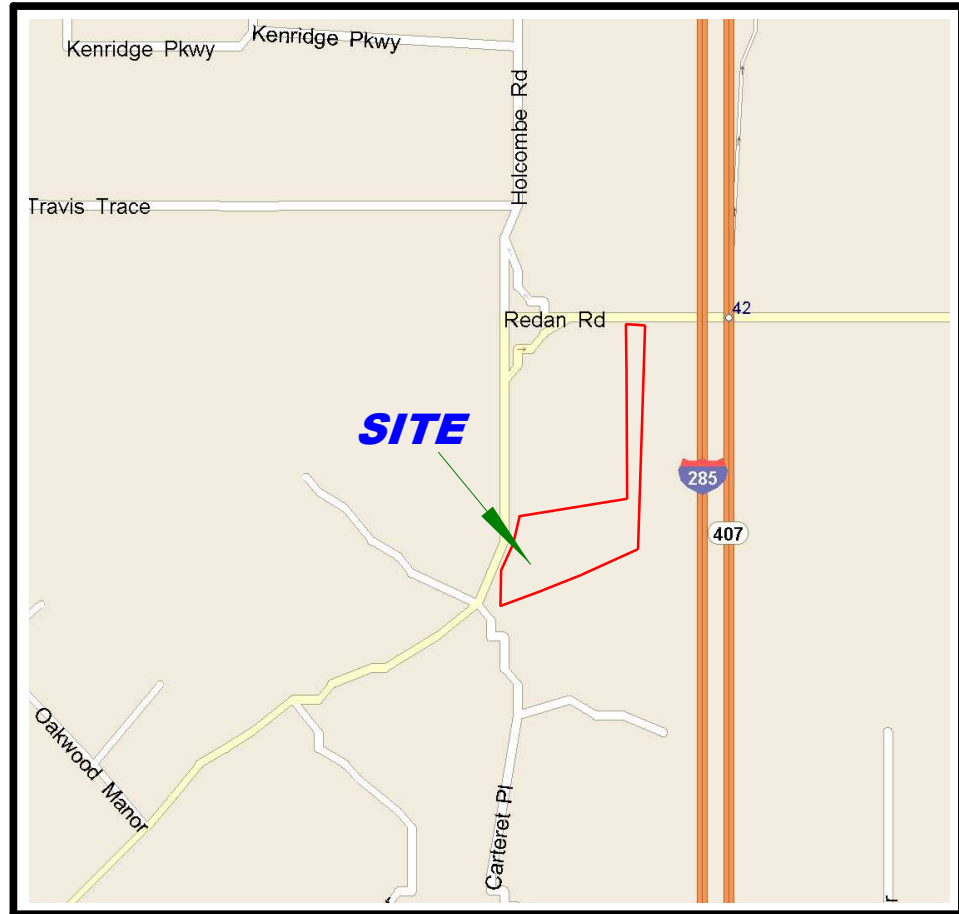 Kenridge Pkwy
Kenridge Pkwy
Holcombe Rd
Travis Trace
Redan Rd
42
SITE
285
407
Oakwood Manor
Carteret Pl